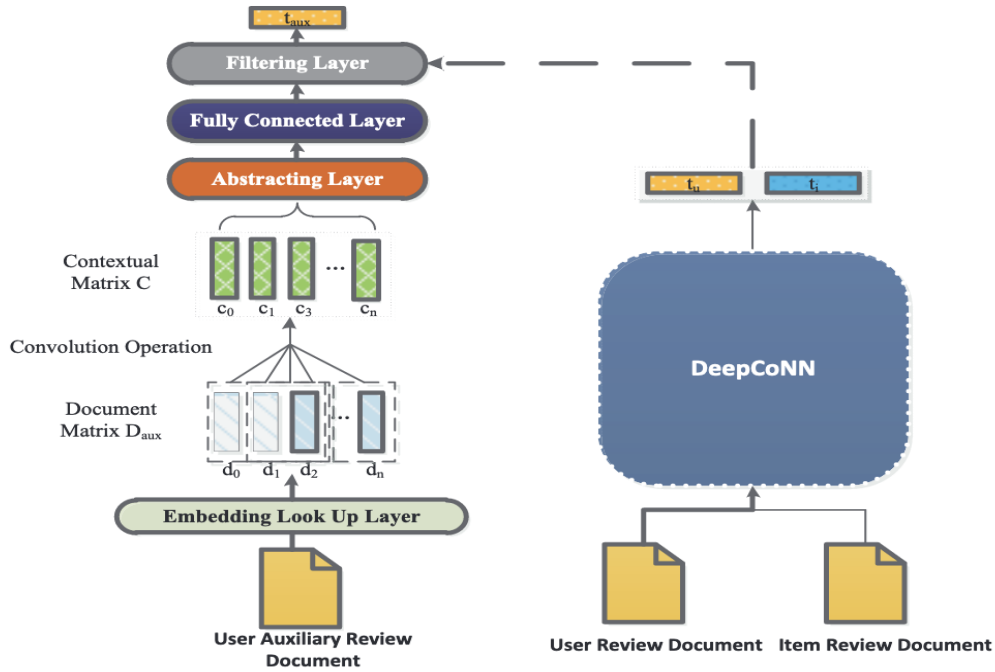 t_aux
Filtering Layer
Fully Connected Layer
Abstracting Layer
Contextual
Matrix C
...
c_0 c_1 c_3 c_n
Convolution Operation
Document
Matrix D_aux
..
d_0 d_1 d_2 d_n
Embedding Look Up Layer
User Auxiliary Review
Document
t_u t_i
DeepCoNN
User Review Document
Item Review Document